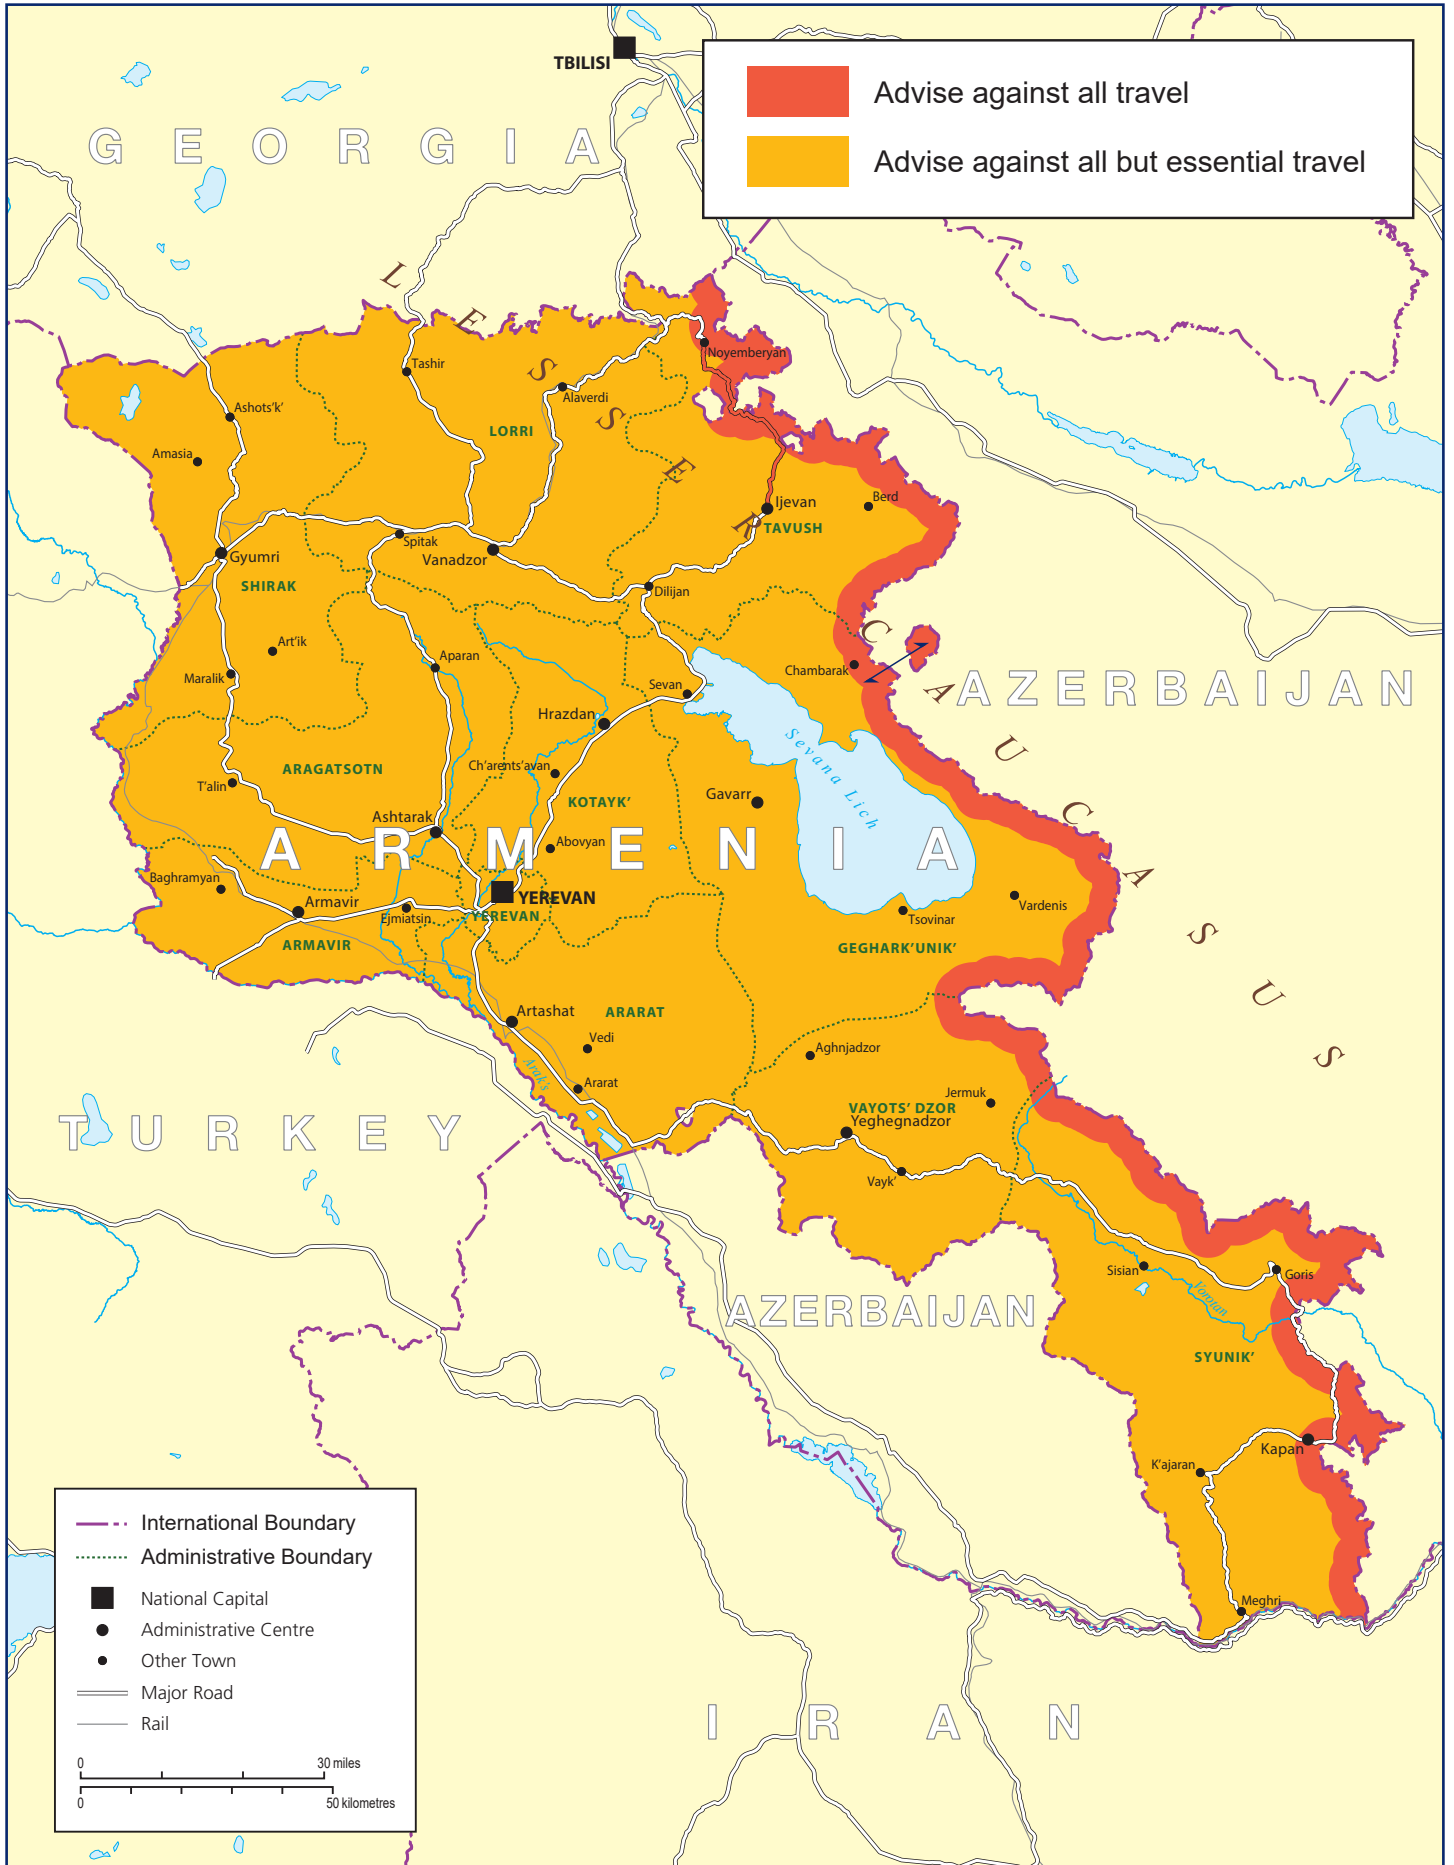 TBILISI
Advise against all travel
Advise against all but essential travel
GEORGIA
LESSER CAUCASUS
Noyemberyan
Tashir
Alaverdi
Ashots'k'
LORRI
Amasia
Berd
Ijevan
TAVUSH
Spitak
Gyumri
Vanadzor
SHIRAK
Dilijan
Art'ik
Aparan
Maralik
Chambarak
Sevan
AZERBAIJAN
Hrazdan
Sevana Lich
ARAGATSOTN
Ch'arents'avan
T'alin
KOTAYK'
Gavarr
Ashtarak
ARMENIA
Abovyan
Baghramyan
YEREVAN
Armavir
Ejmiatsin
YEREVAN
Vardenis
Tsovinar
ARMAVIR
GEGHARK'UNIK'
Artashat
ARARAT
Vedi
Aghnjadzor
Arak's
Ararat
Jermuk
VAYOTS' DZOR
Yeghegnadzor
TURKEY
Vayk'
Sisian
Goris
Vorotan
AZERBAIJAN
SYUNIK'
Kapan
K'ajaran
Meghri
IRAN
International Boundary
Administrative Boundary
National Capital
Administrative Centre
Other Town
Major Road
Rail
0 30 miles
0 50 kilometres